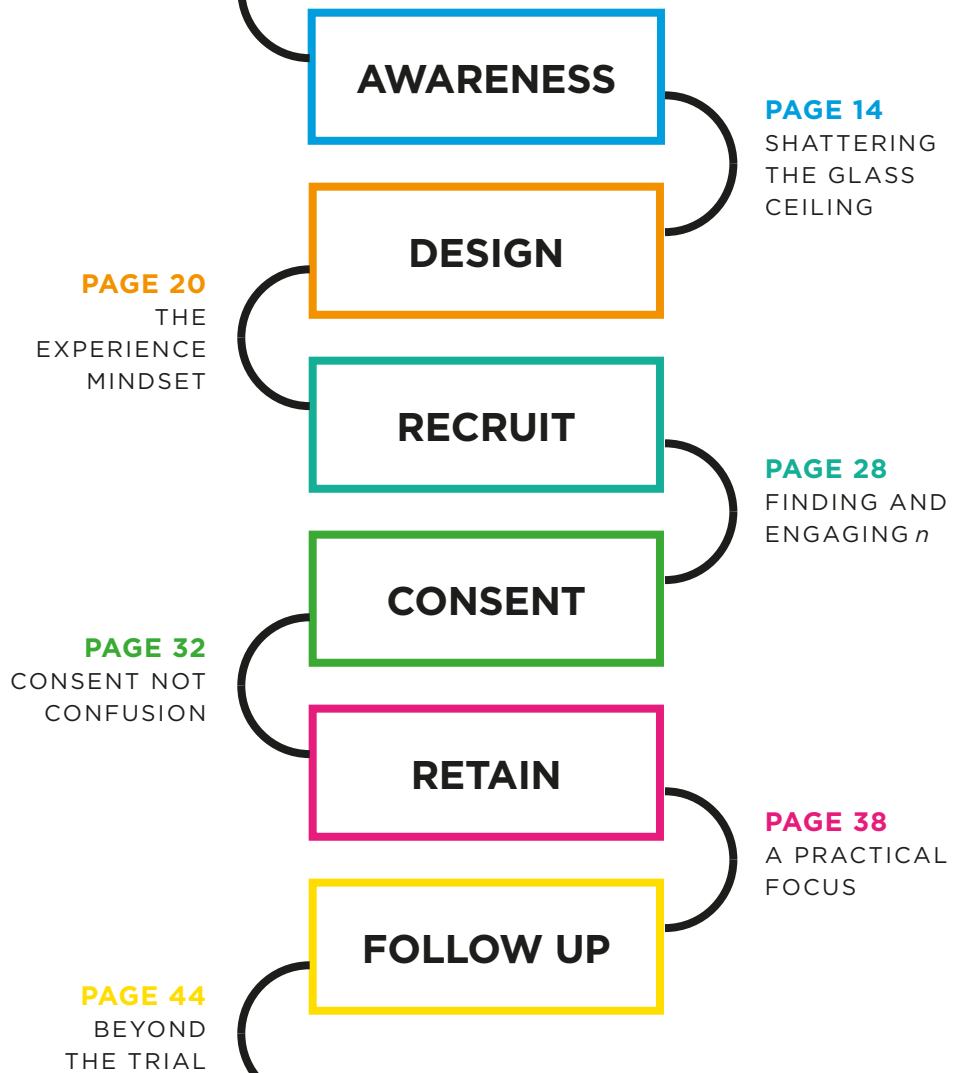 AWARENESS
PAGE 14
SHATTERING
THE GLASS
CEILING
DESIGN
PAGE 20
THE
EXPERIENCE
MINDSET
RECRUIT
PAGE 28
FINDING AND
ENGAGING n
CONSENT
PAGE 32
CONSENT NOT
CONFUSION
RETAIN
PAGE 38
A PRACTICAL
FOCUS
FOLLOW UP
PAGE 44
BEYOND
THE TRIAL